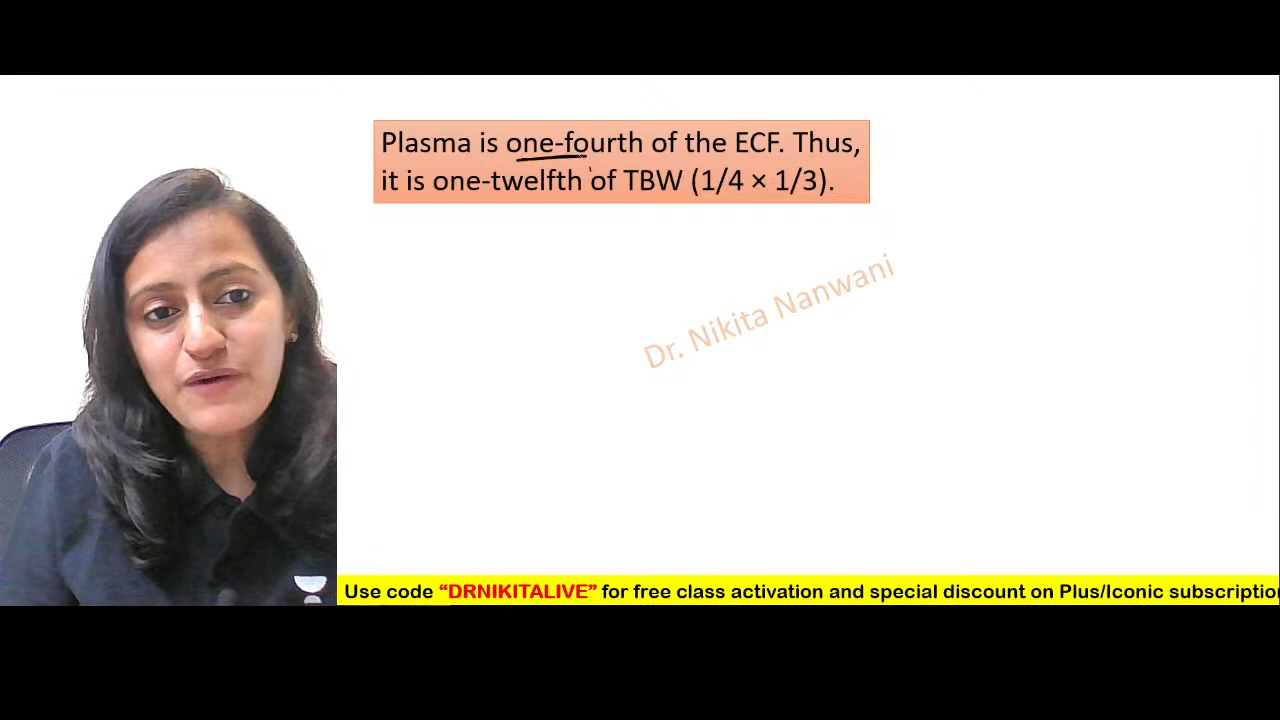 Plasma is one-fourth of the ECF. Thus,
it is one-twelfth of TBW (1/4 × 1/3).
Dr. Nikita Nanwani
Use code “DRNIKITALIVE” for free class activation and special discount on Plus/Iconic subscription